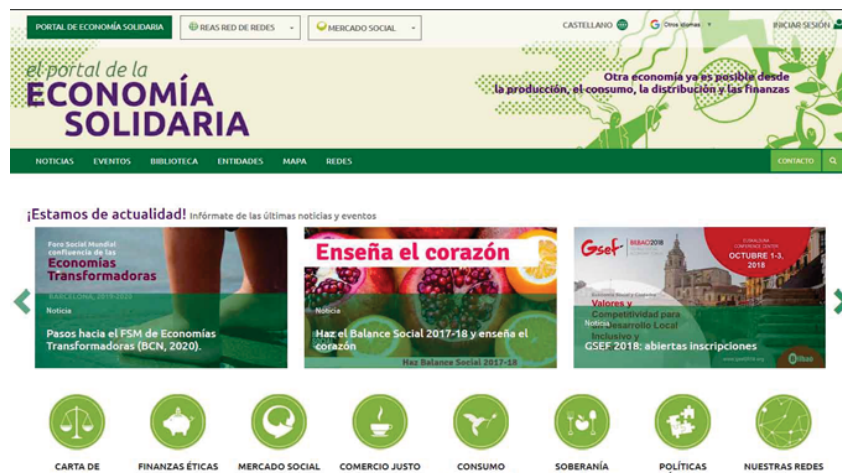 PORTAL DE ECONOMÍA SOLIDARIA
REAS RED DE REDES
MERCADO SOCIAL
CASTELLANO
G Otros idiomas
INICIAR SESIÓN
el portal de la
ECONOMÍA
SOLIDARIA
Otra economía ya es posible desde
la producción, el consumo, la distribución y las finanzas
NOTICIAS EVENTOS BIBLIOTECA ENTIDADES MAPA REDES
CONTACTO
¡Estamos de actualidad! Infórmate de las últimas noticias y eventos
Foro Social Mundial
confluencia de las
Economías
Transformadoras
BARCELONA, 2019-2020
Noticia
Pasos hacia el FSM de Economías
Transformadoras (BCN, 2020).
Enseña el corazón
Noticia
Haz el Balance Social 2017-18 y enseña el
corazón
Haz Balance Social 2017-18
Gsef BILBAO2018
EUSKALDUNA
CONFERENCE CENTER
OCTUBRE 1-3,
2018
Valores y
Competitividad para
Desarrollo Local
Inclusivo y
Noticia
GSEF 2018: abiertas inscripciones
Bilbao
CARTA DE
FINANZAS ÉTICAS
MERCADO SOCIAL
COMERCIO JUSTO
CONSUMO
SOBERANÍA
POLÍTICAS
NUESTRAS REDES